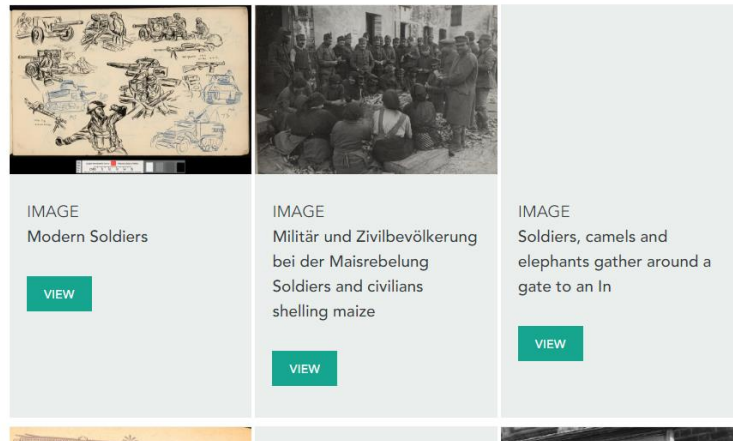 IMAGE
Modern Soldiers
VIEW
IMAGE
Militär und Zivilbevölkerung
bei der Maisrebelung
Soldiers and civilians
shelling maize
VIEW
IMAGE
Soldiers, camels and
elephants gather around a
gate to an In
VIEW